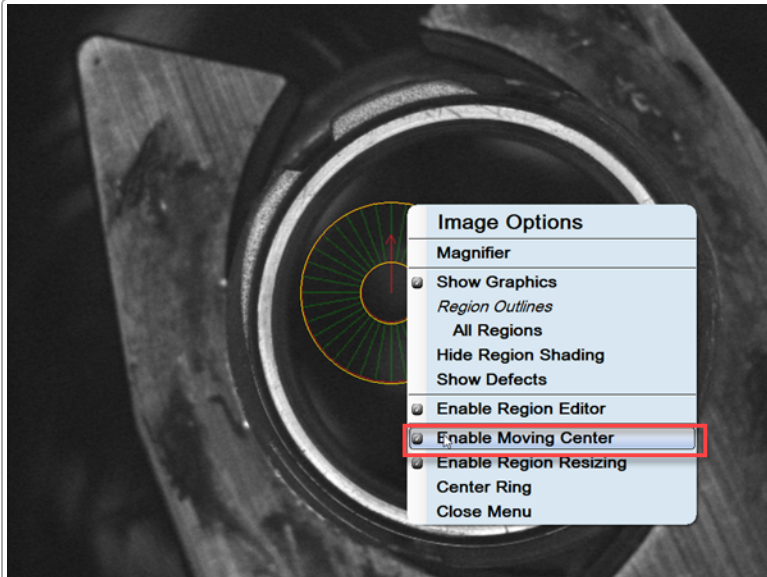 Image Options
Magnifier
Show Graphics
Region Outlines
All Regions
Hide Region Shading
Show Defects
Enable Region Editor
Enable Moving Center
Enable Region Resizing
Center Ring
Close Menu